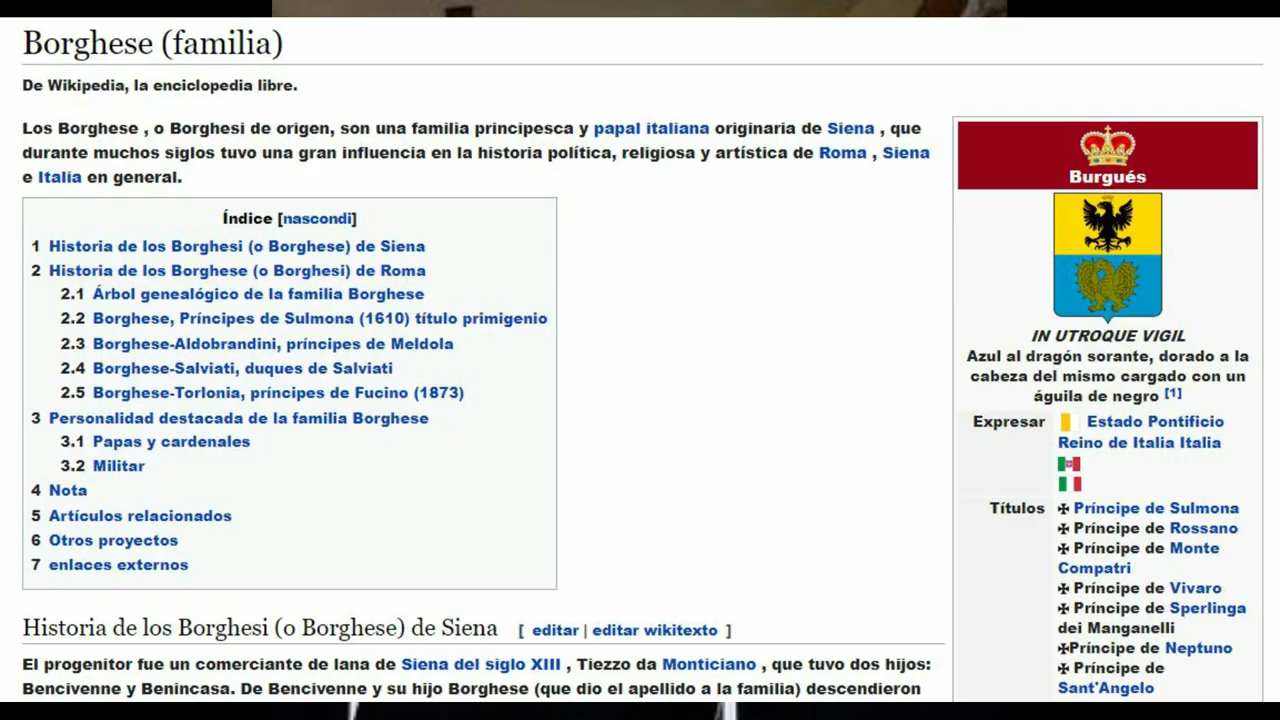 Borghese (familia)
De Wikipedia, la enciclopedia libre.
Los Borghese , o Borghesi de origen, son una familia principesca y papal italiana originaria de Siena , que
durante muchos siglos tuvo una gran influencia en la historia política, religiosa y artística de Roma , Siena
e Italia en general.
Índice [nascondi]
1 Historia de los Borghesi (o Borghese) de Siena
2 Historia de los Borghese (o Borghesi) de Roma
2.1 Árbol genealógico de la familia Borghese
2.2 Borghese, Príncipes de Sulmona (1610) título primigenio
2.3 Borghese-Aldobrandini, príncipes de Meldola
2.4 Borghese-Salviati, duques de Salviati
2.5 Borghese-Torlonia, príncipes de Fucino (1873)
3 Personalidad destacada de la familia Borghese
3.1 Papas y cardenales
3.2 Militar
4 Nota
5 Artículos relacionados
6 Otros proyectos
7 enlaces externos
Historia de los Borghesi (o Borghese) de Siena [ editar | editar wikitexto ]
El progenitor fue un comerciante de lana de Siena del siglo XIII , Tiezzo da Monticiano , que tuvo dos hijos:
Bencivenne y Benincasa. De Bencivenne y su hijo Borghese (que dio el apellido a la familia) descendieron
Burgués
IN UTROQUE VIGIL
Azul al dragón sorante, dorado a la
cabeza del mismo cargado con un
águila de negro [1]
Expresar Estado Pontificio
Reino de Italia Italia
Títulos ✠ Príncipe de Sulmona
✠ Príncipe de Rossano
✠ Príncipe de Monte
Compatri
✠ Príncipe de Vivaro
✠ Príncipe de Sperlinga
dei Manganelli
✠Príncipe de Neptuno
✠ Príncipe de
Sant'Angelo